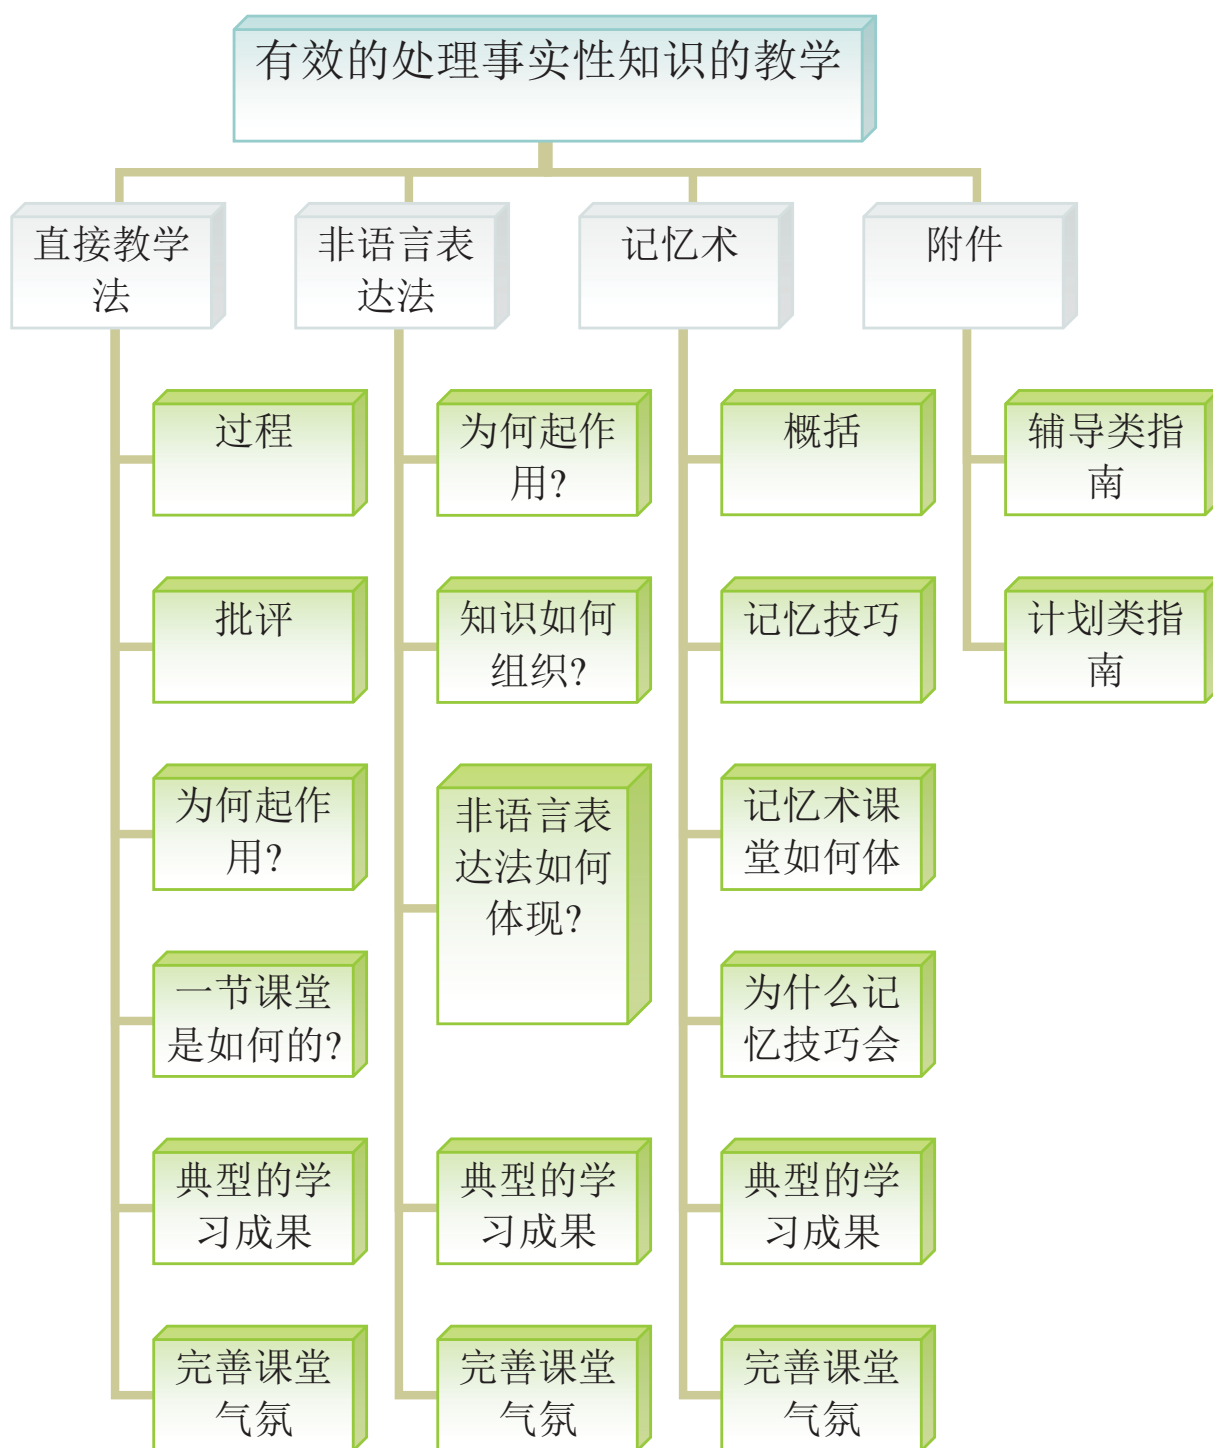 有效的处理事实性知识的教学
直接教学
法
非语言表
达法
记忆术
附件
过程
为何起作
用?
概括
辅导类指
南
批评
知识如何
组织?
记忆技巧
计划类指
南
为何起作
用?
非语言表
达法如何
体现?
记忆术课
堂如何体
一节课堂
是如何的?
为什么记
忆技巧会
典型的学
习成果
典型的学
习成果
典型的学
习成果
完善课堂
气氛
完善课堂
气氛
完善课堂
气氛